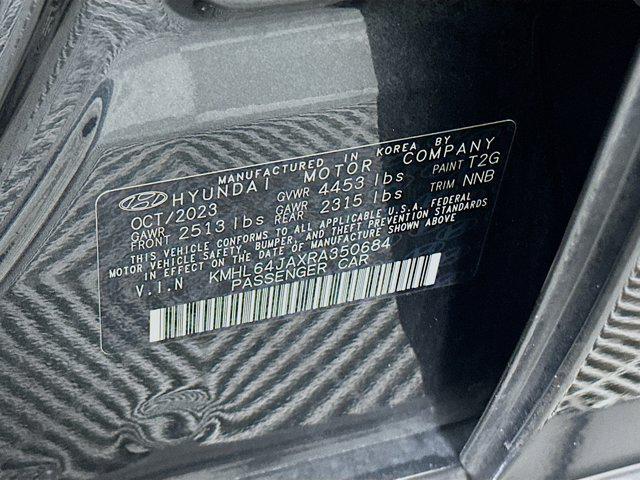 MANUFACTURED IN KOREA BY
HYUNDAI MOTOR COMPANY
OCT/2023 GVWR 4453 lbs PAINT T2G
GAWR FRONT 2513 lbs GAWR REAR 2315 lbs TRIM NNB
THIS VEHICLE CONFORMS TO ALL APPLICABLE U.S.A. FEDERAL
MOTOR VEHICLE SAFETY, BUMPER, AND THEFT PREVENTION STANDARDS
IN EFFECT ON THE DATE OF MANUFACTURE SHOWN ABOVE
V.I.N KMHL64JAXRA350684
PASSENGER CAR